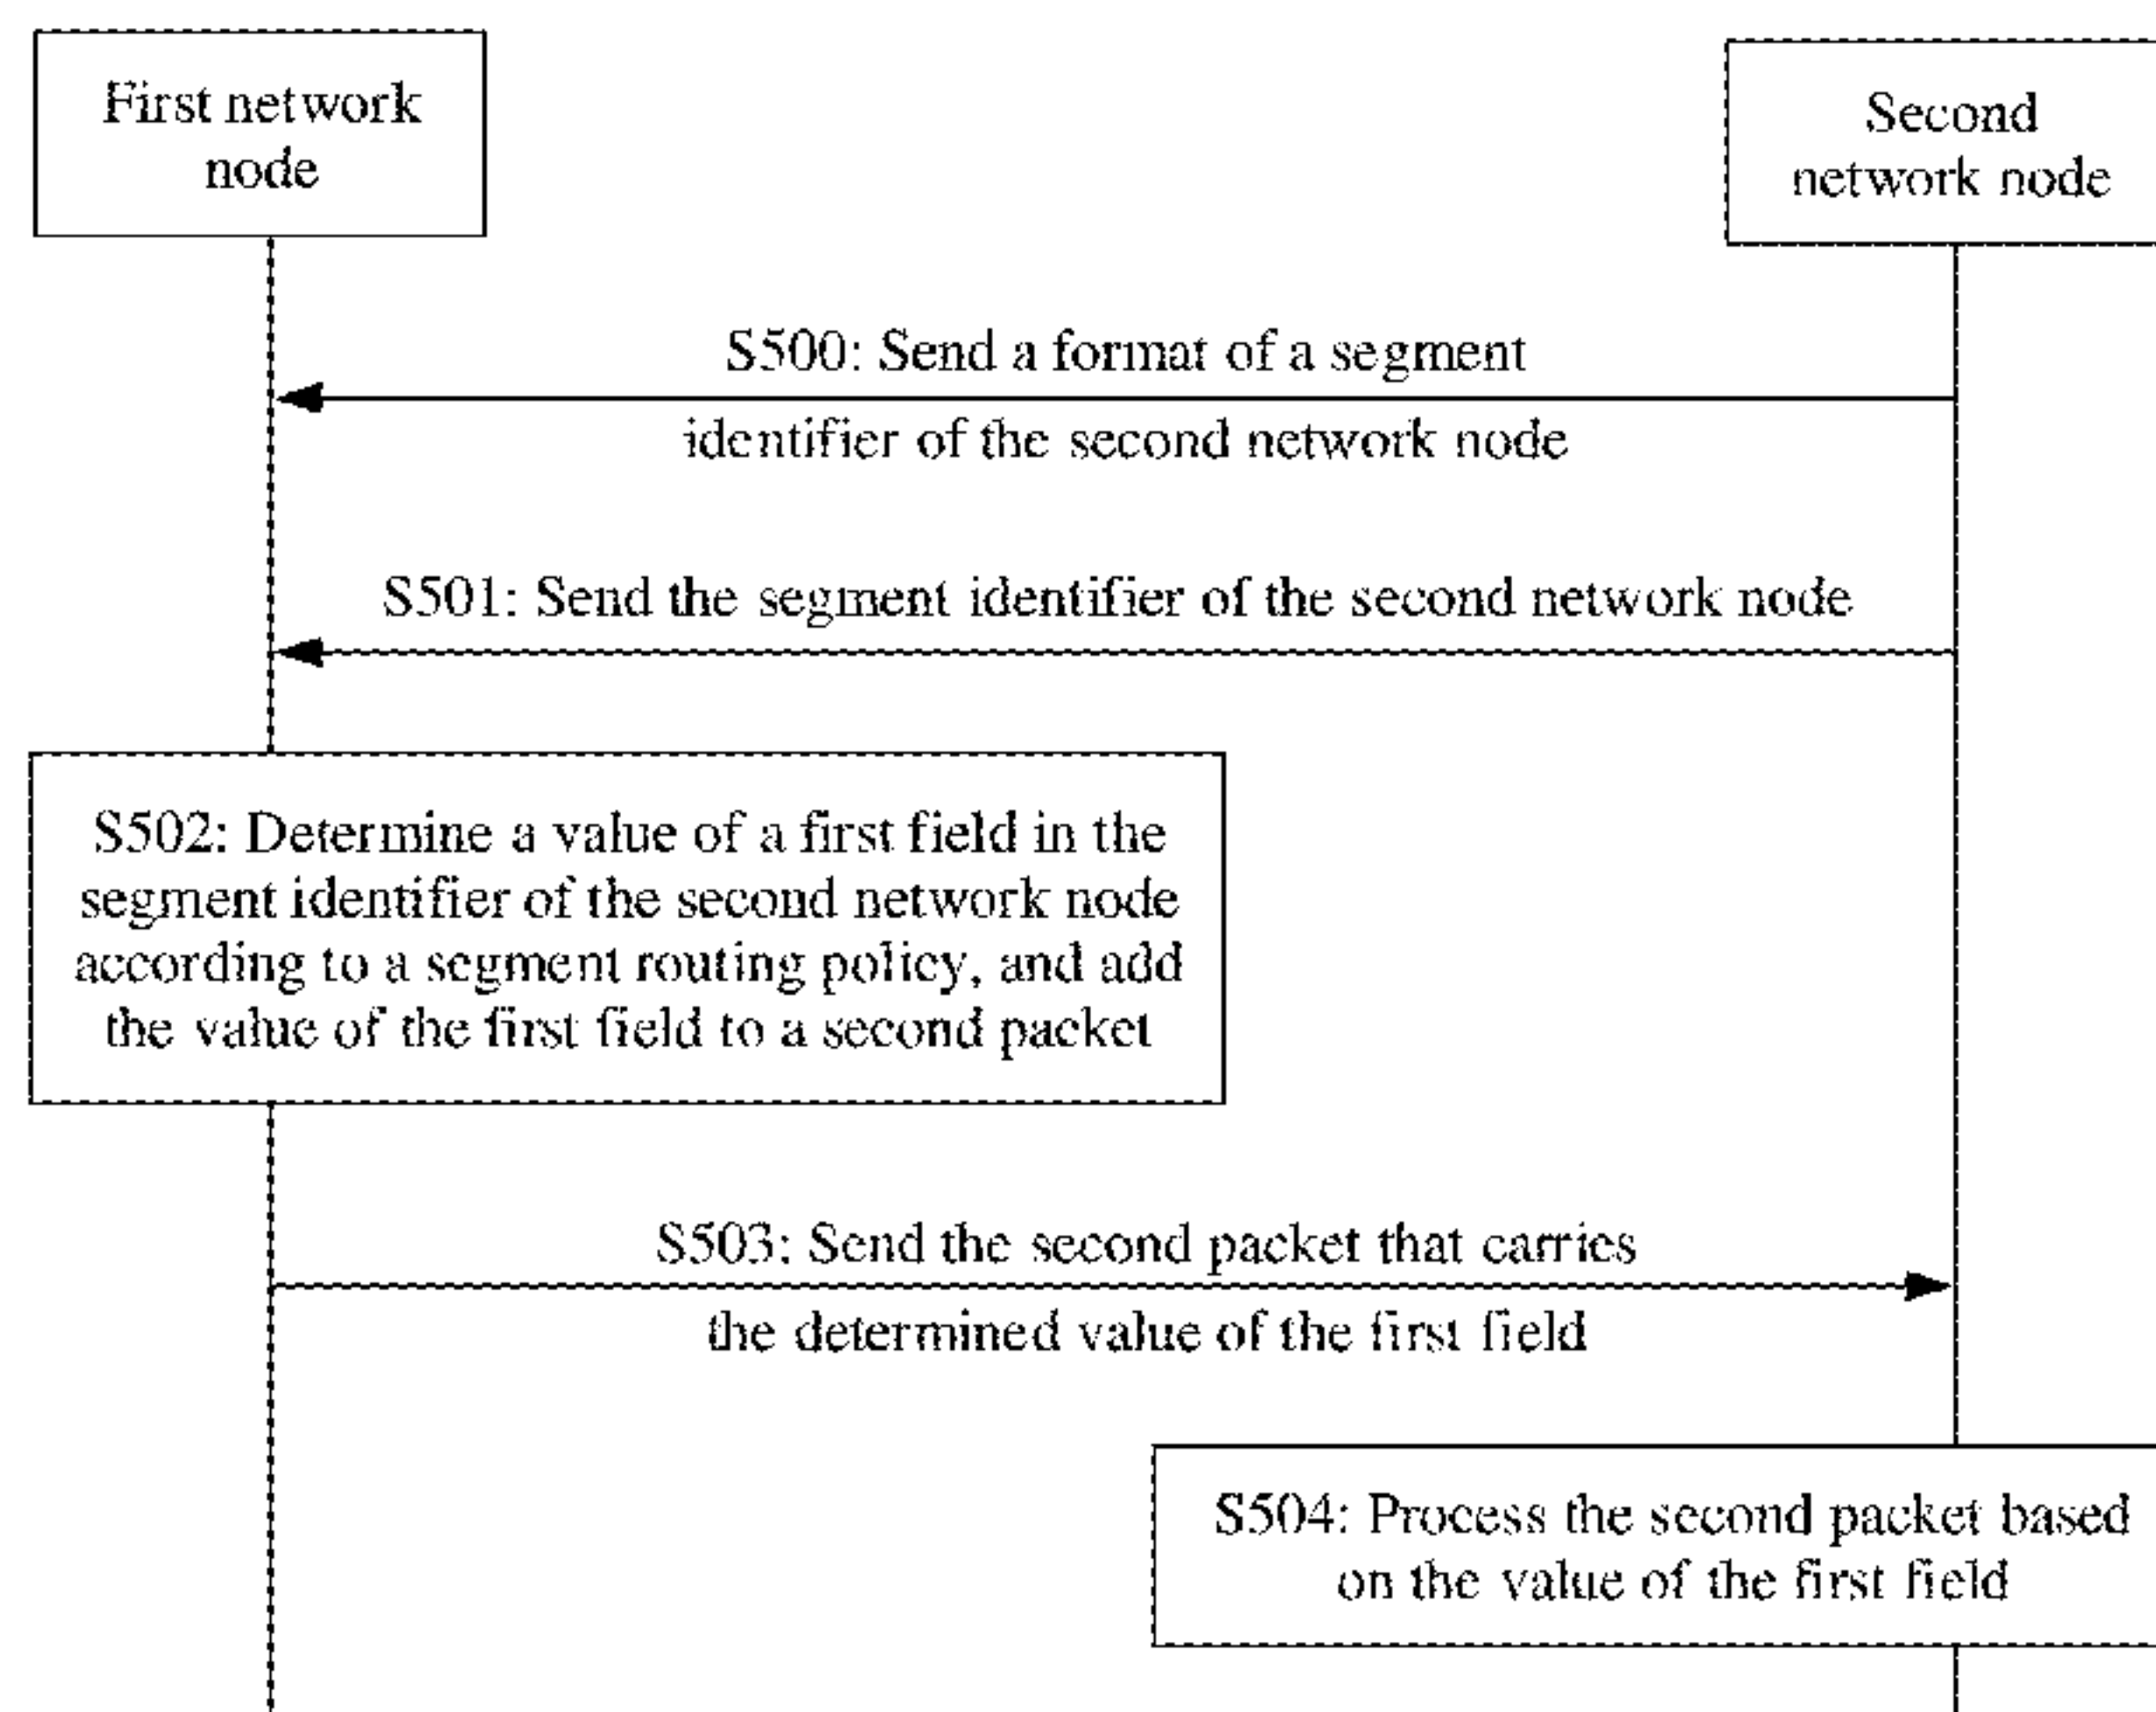 First network
node
Second
network node
S500: Send a format of a segment
identifier of the second network node
S501: Send the segment identifier of the second network node
S502: Determine a value of a first field in the
segment identifier of the second network node
according to a segment routing policy, and add
the value of the first field to a second packet
S503: Send the second packet that carries
the determined value of the first field
S504: Process the second packet based
on the value of the first field